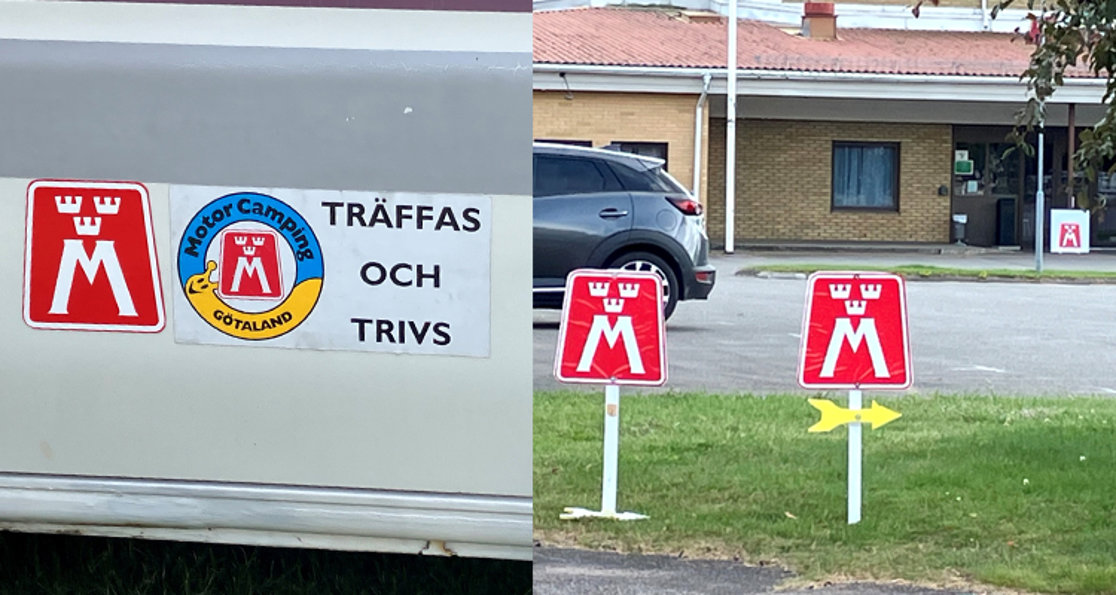 M
Motor Camping
M
GÖTALAND
TRÄFFAS
OCH
TRIVS
M
M
M